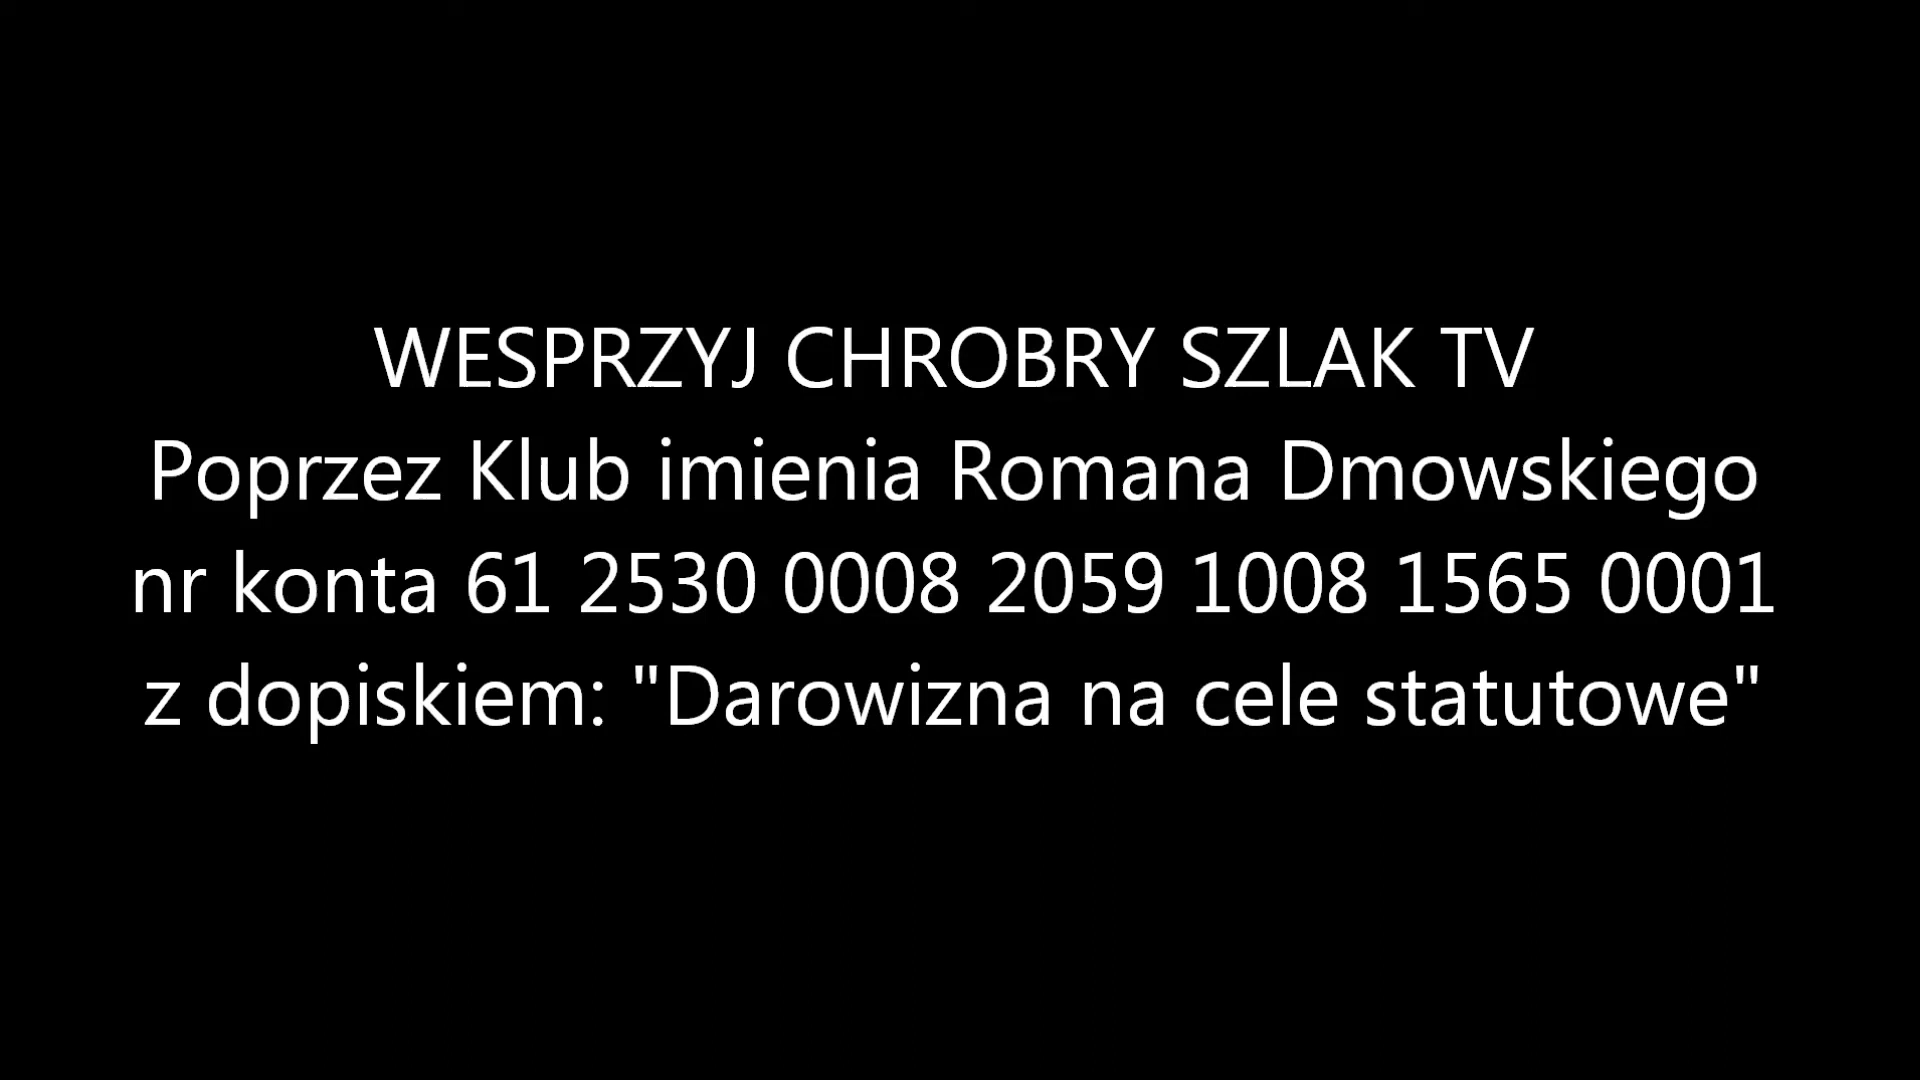 WESPRZYJ CHROBRY SZLAK TV
Poprzez Klub imienia Romana Dmowskiego
nr konta 61 2530 0008 2059 1008 1565 0001
z dopiskiem: "Darowizna na cele statutowe"